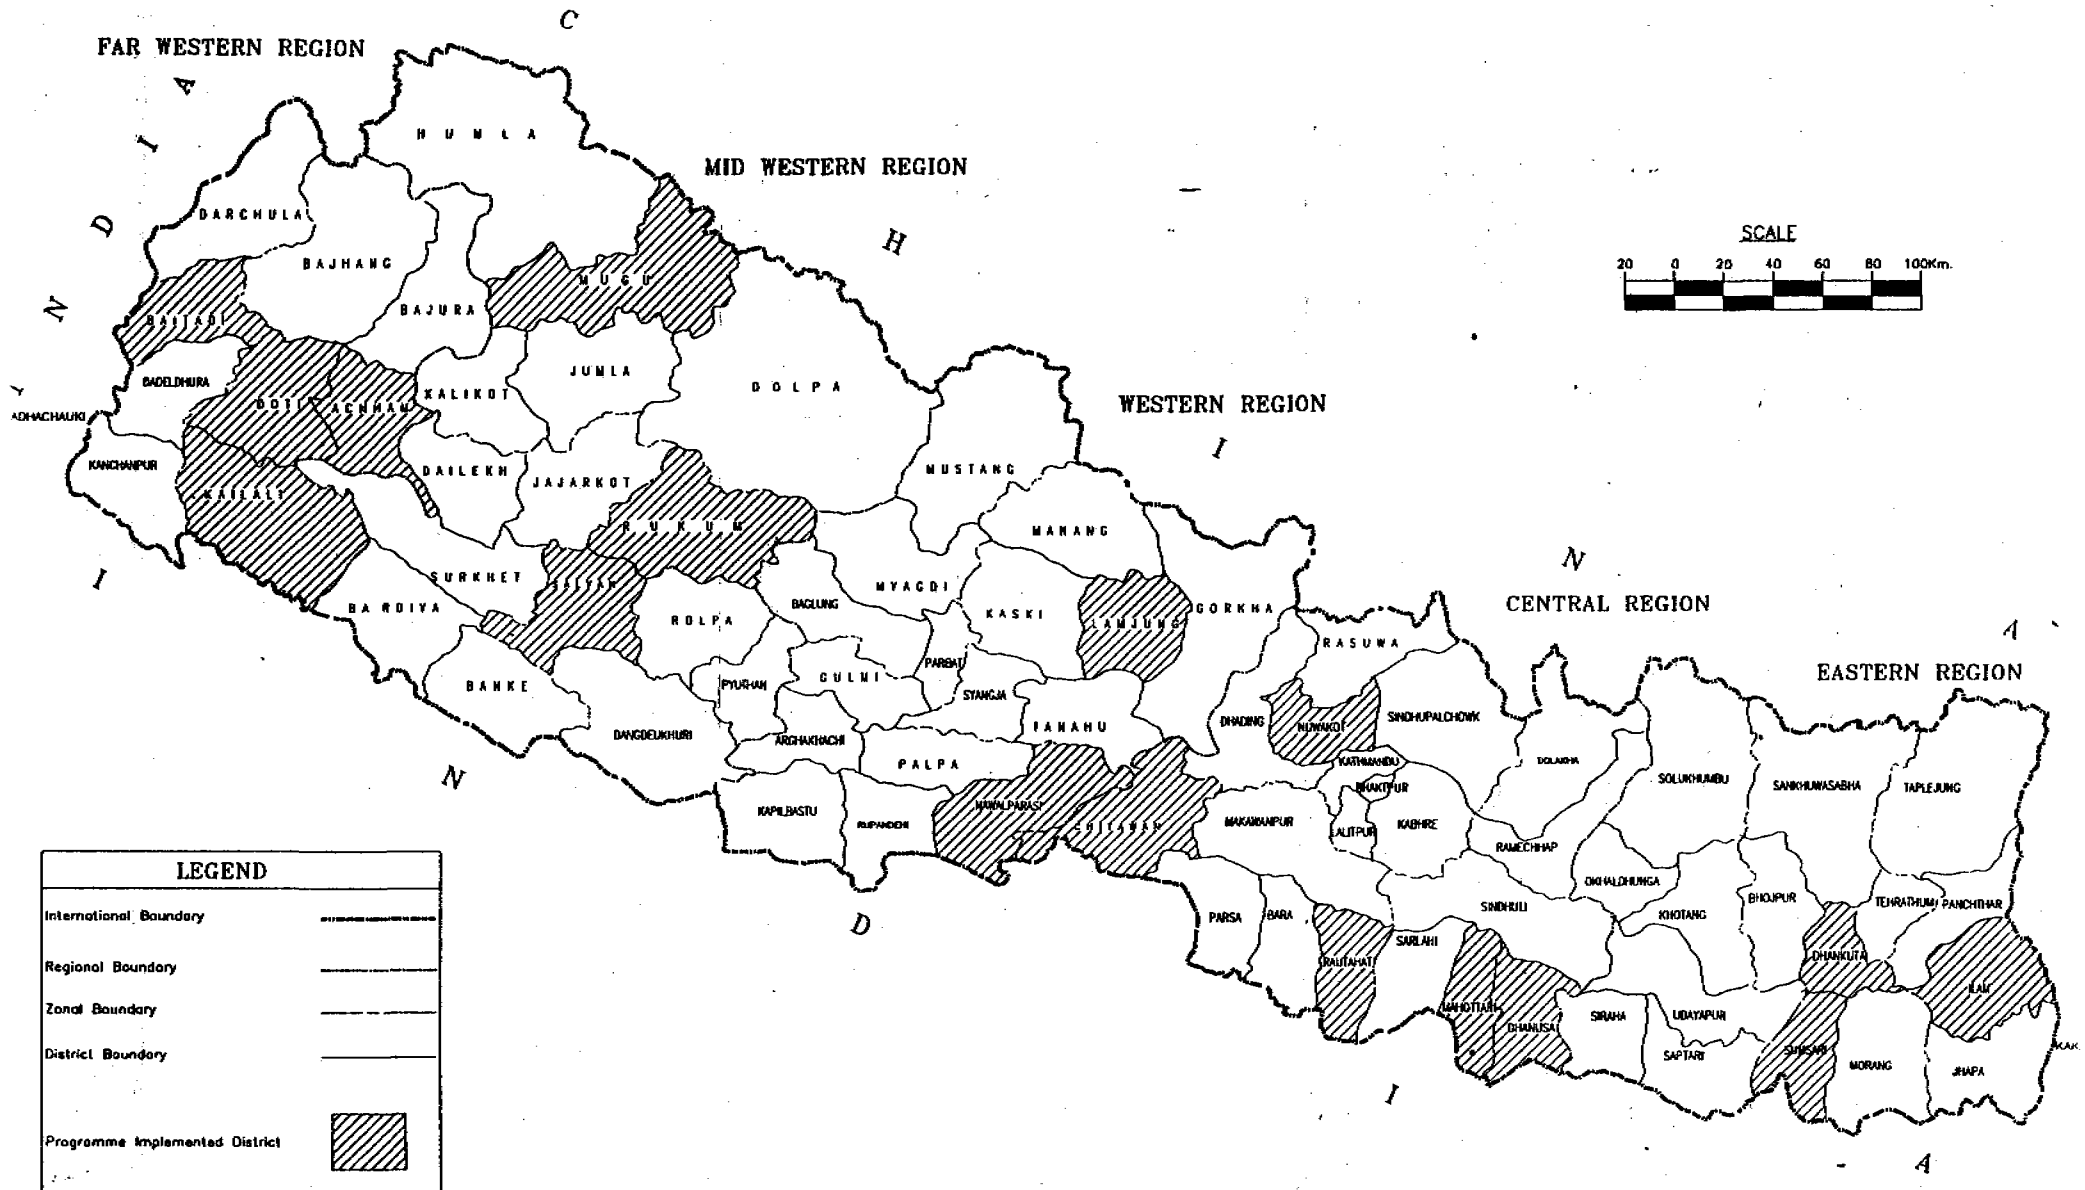 C
FAR WESTERN REGION
A
HUMLA
I
MID WESTERN REGION
DARCHULA
D
SCALE
H
BAJHANG
20 0 20 40 60 80 100Km.
MUGU
N
BAJURA
BAITADI
JUMLA
DADELDHURA
DOLPA
KALIKOT
DOTI ACHHAM
WESTERN REGION
ADHACHAUKI
I
KANCHANPUR
DAILEKH
MUSTANG
JAJARKOT
KAILALI
RUKUM
MANANG
N
I
SURKHET
SALYAN
MYAGDI
BARDIYA
BAGLUNG
KASKI
GORKHA
CENTRAL REGION
ROLPA
LAMJUNG
A
RASUWA
PARBAT
EASTERN REGION
GULMI
BANKE
PYUTHAN
SYANGJA
SINDHUPALCHOWK
DHADING
NUWAKOT
TANAHU
DANGDEUKHURI
ARGHAKHACHI
KATHMANDU
DOLAKHA
PALPA
SOLUKHUMBU
N
SANKHUWASABHA
TAPLEJUNG
BHAKTPUR
NAWALPARASI
KAPILBASTU
RUPANDEHI
CHITAWAN
MAKAWANPUR
LALITPUR
KABHRE
RAMECHHAP
LEGEND
OKHALDHUNGA
BHOJPUR
TEHRATHUM PANCHTHAR
SINDHULI
PARSA BARA
KHOTANG
International Boundary
D
SARLAHI
DHANKUTA
RAUTAHAT
Regional Boundary
ILAM
MAHOTTARI
Zonal Boundary
SIRAHA
UDAYAPUR
DHANUSA
KAK
SUNSARI
District Boundary
SAPTARI
MORANG
JHAPA
I
Programme Implemented District
A